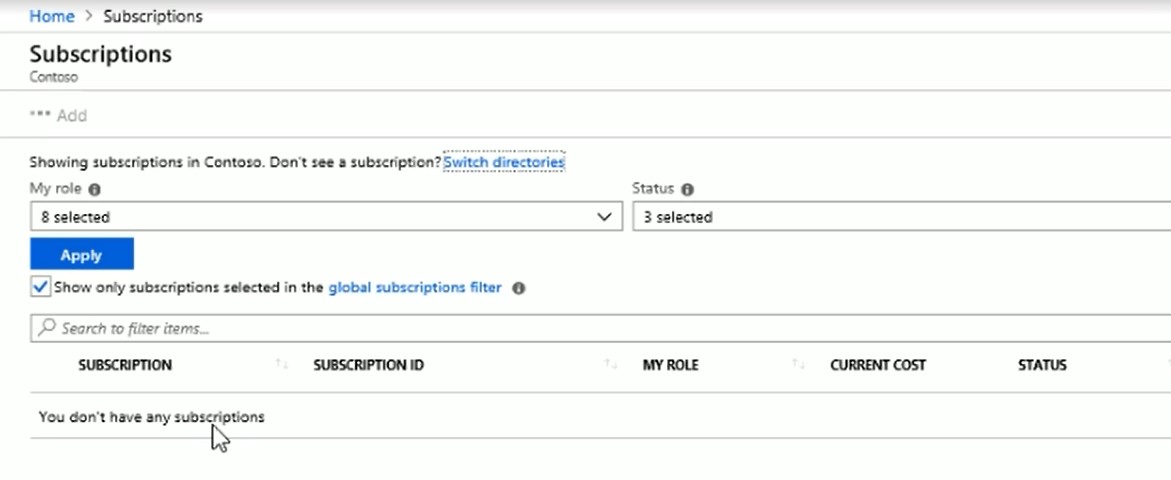 Home > Subscriptions
Subscriptions
Contoso
Add
Showing subscriptions in Contoso. Don't see a subscription? Switch directories
My role Status
8 selected 3 selected
Apply
Show only subscriptions selected in the global subscriptions filter
Search to filter items...
SUBSCRIPTION SUBSCRIPTION ID MY ROLE CURRENT COST STATUS
You don't have any subscriptions